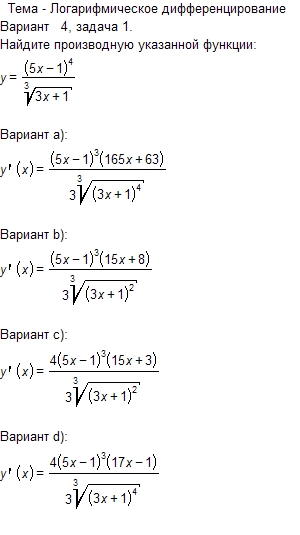 Тема - Логарифмическое дифференцирование
Вариант 4, задача 1.
Найдите производную указанной функции:
y = (5x − 1)⁴ / ∛(3x + 1)
Вариант a):
y′ (x) = (5x − 1)³(165x + 63) / 3∛((3x + 1)⁴)
Вариант b):
y′ (x) = (5x − 1)³(15x + 8) / 3∛((3x + 1)²)
Вариант c):
y′ (x) = 4(5x − 1)³(15x + 3) / 3∛((3x + 1)²)
Вариант d):
y′ (x) = 4(5x − 1)³(17x − 1) / 3∛((3x + 1)⁴)